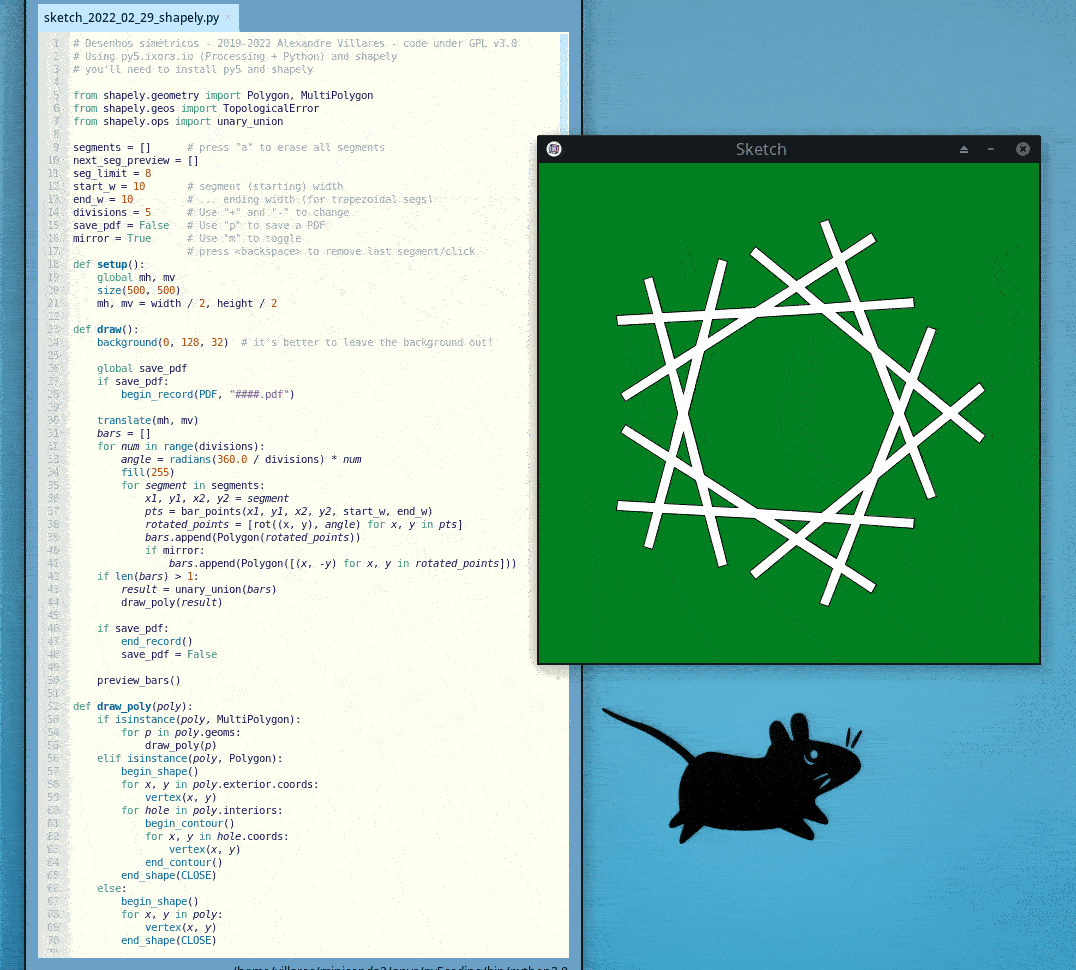 sketch_2022_02_29_shapely.py ×
1 # Desenhos simétricos - 2019-2022 Alexandre Villares - code under GPL v3.0
2 # Using py5.ixora.io (Processing + Python) and shapely
3 # you'll need to install py5 and shapely
4
5 from shapely.geometry import Polygon, MultiPolygon
6 from shapely.geos import TopologicalError
7 from shapely.ops import unary_union
8
9 segments = []      # press "a" to erase all segments
10 next_seg_preview = []
11 seg_limit = 8
12 start_w = 10       # segment (starting) width
13 end_w = 10         # ... ending width (for trapezoidal segs)
14 divisions = 5      # Use "+" and "-" to change
15 save_pdf = False   # Use "p" to save a PDF
16 mirror = True      # Use "m" to toggle
17                    # press <backspace> to remove last segment/click
18 def setup():
19     global mh, mv
20     size(500, 500)
21     mh, mv = width / 2, height / 2
22
23 def draw():
24     background(0, 128, 32)  # it's better to leave the background out!
25
26     global save_pdf
27     if save_pdf:
28         begin_record(PDF, "####.pdf")
29
30     translate(mh, mv)
31     bars = []
32     for num in range(divisions):
33         angle = radians(360.0 / divisions) * num
34         fill(255)
35         for segment in segments:
36             x1, y1, x2, y2 = segment
37             pts = bar_points(x1, y1, x2, y2, start_w, end_w)
38             rotated_points = [rot((x, y), angle) for x, y in pts]
39             bars.append(Polygon(rotated_points))
40             if mirror:
41                 bars.append(Polygon([(x, -y) for x, y in rotated_points]))
42     if len(bars) > 1:
43         result = unary_union(bars)
44         draw_poly(result)
45
46     if save_pdf:
47         end_record()
48         save_pdf = False
49
50     preview_bars()
51
52 def draw_poly(poly):
53     if isinstance(poly, MultiPolygon):
54         for p in poly.geoms:
55             draw_poly(p)
56     elif isinstance(poly, Polygon):
57         begin_shape()
58         for x, y in poly.exterior.coords:
59             vertex(x, y)
60         for hole in poly.interiors:
61             begin_contour()
62             for x, y in hole.coords:
63                 vertex(x, y)
64             end_contour()
65         end_shape(CLOSE)
66     else:
67         begin_shape()
68         for x, y in poly:
69             vertex(x, y)
70         end_shape(CLOSE)
Sketch